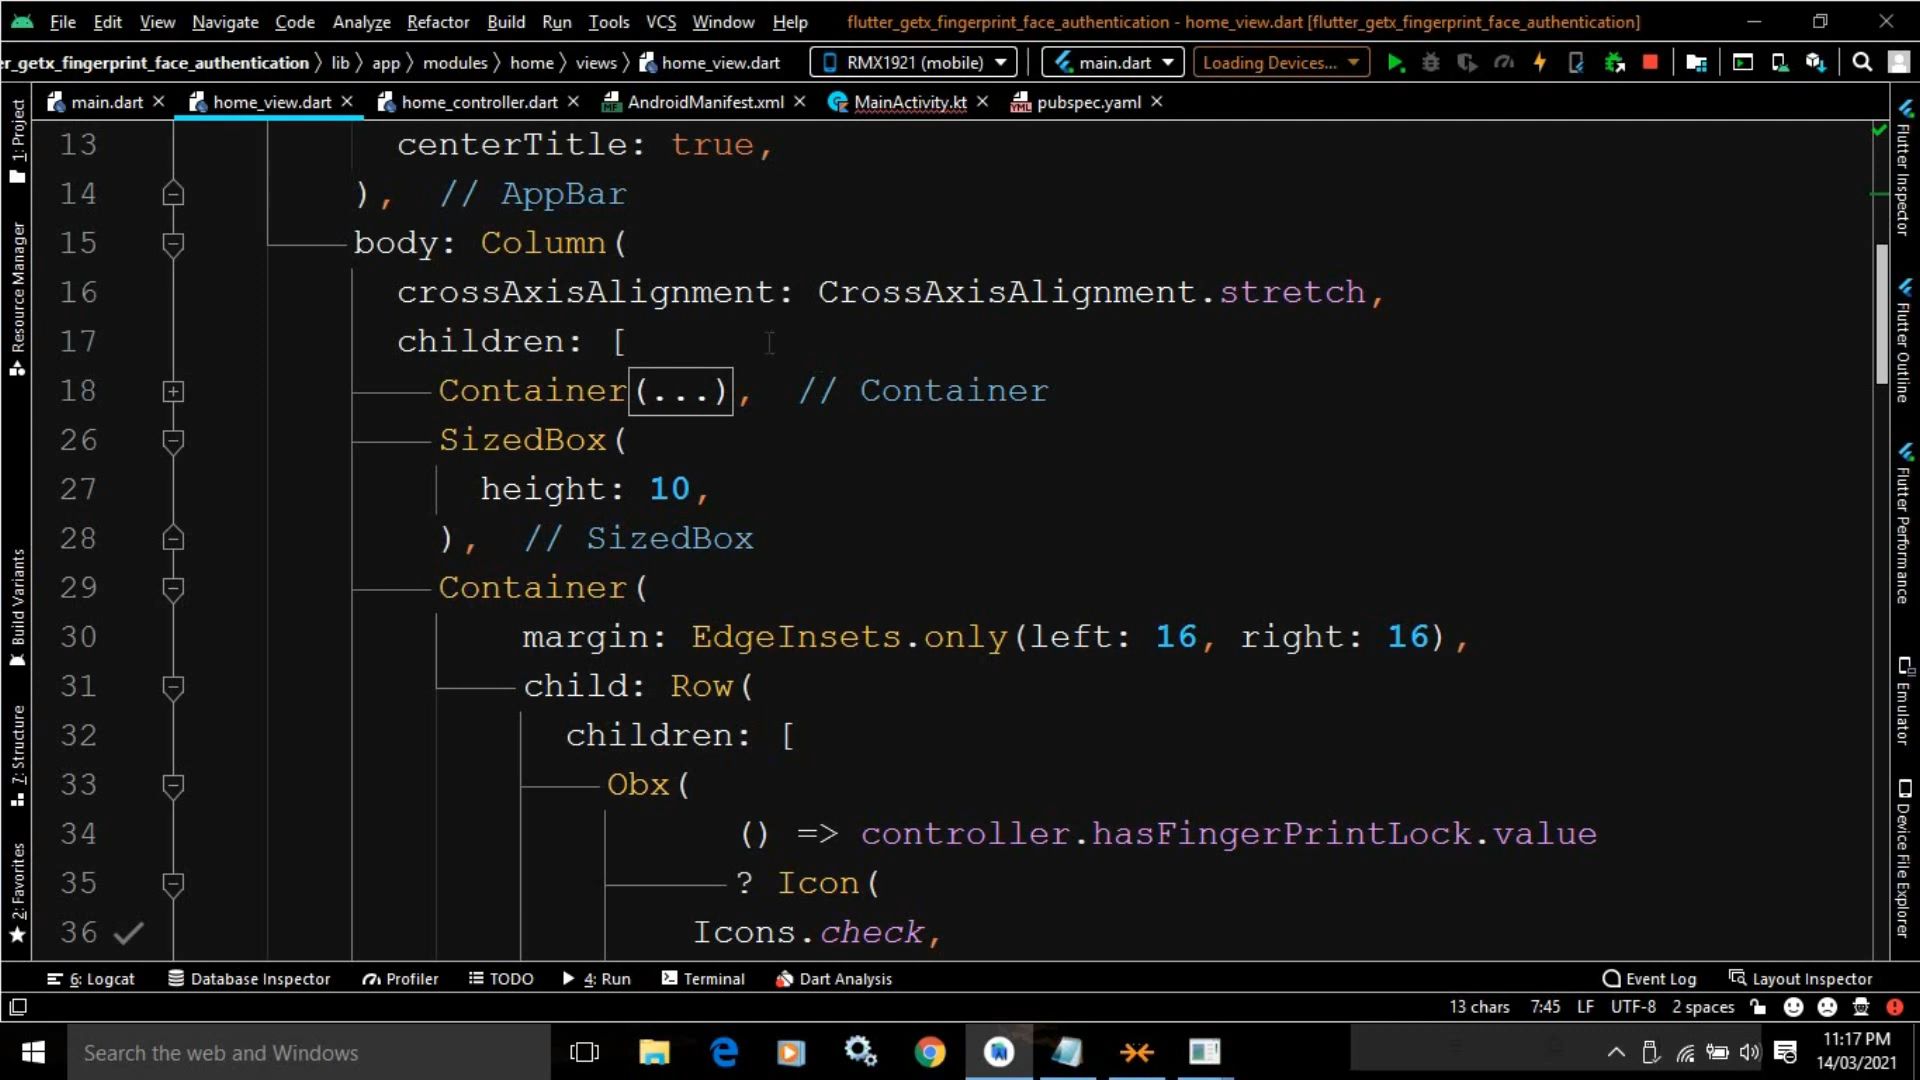 File Edit View Navigate Code Analyze Refactor Build Run Tools VCS Window Help flutter_getx_fingerprint_face_authentication - home_view.dart [flutter_getx_fingerprint_face_authentication]
er_getx_fingerprint_face_authentication lib app modules home views home_view.dart RMX1921 (mobile) main.dart Loading Devices...
main.dart home_view.dart home_controller.dart AndroidManifest.xml MainActivity.kt pubspec.yaml
1: Project
Resource Manager
Build Variants
7: Structure
2: Favorites
13 centerTitle: true,
14 ), // AppBar
15 body: Column(
16 crossAxisAlignment: CrossAxisAlignment.stretch,
17 children: [
18 Container(...), // Container
26 SizedBox(
27 height: 10,
28 ), // SizedBox
29 Container(
30 margin: EdgeInsets.only(left: 16, right: 16),
31 child: Row(
32 children: [
33 Obx(
34 () => controller.hasFingerPrintLock.value
35 ? Icon(
36 Icons.check,
Flutter Inspector
Flutter Outline
Flutter Performance
Emulator
Device File Explorer
6: Logcat Database Inspector Profiler TODO 4: Run Terminal Dart Analysis Event Log Layout Inspector
13 chars 7:45 LF UTF-8 2 spaces
Search the web and Windows
11:17 PM
14/03/2021